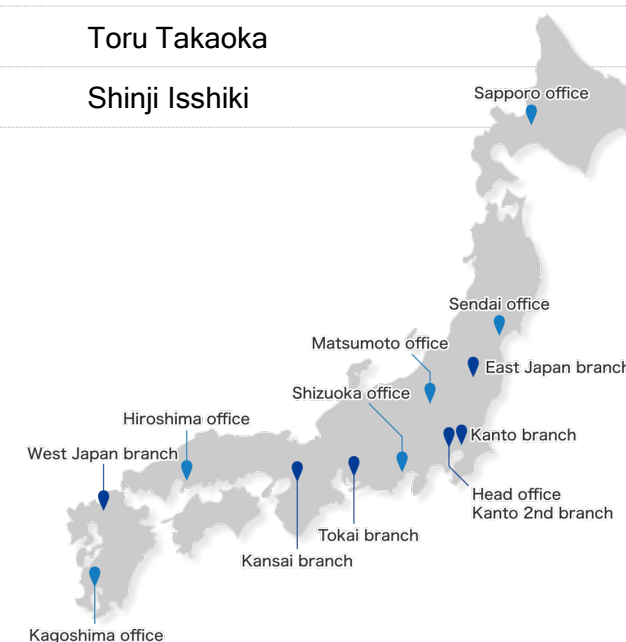 Toru Takaoka
Shinji Isshiki
Sapporo office
Sendai office
Matsumoto office
East Japan branch
Shizuoka office
Hiroshima office
Kanto branch
West Japan branch
Head office
Kanto 2nd branch
Tokai branch
Kansai branch
Kagoshima office